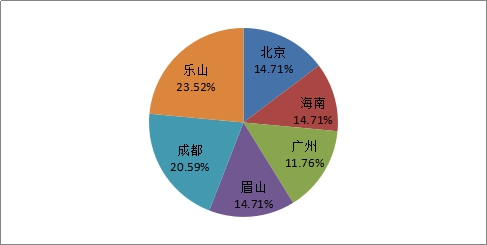 北京
14.71%
海南
14.71%
广州
11.76%
眉山
14.71%
成都
20.59%
乐山
23.52%